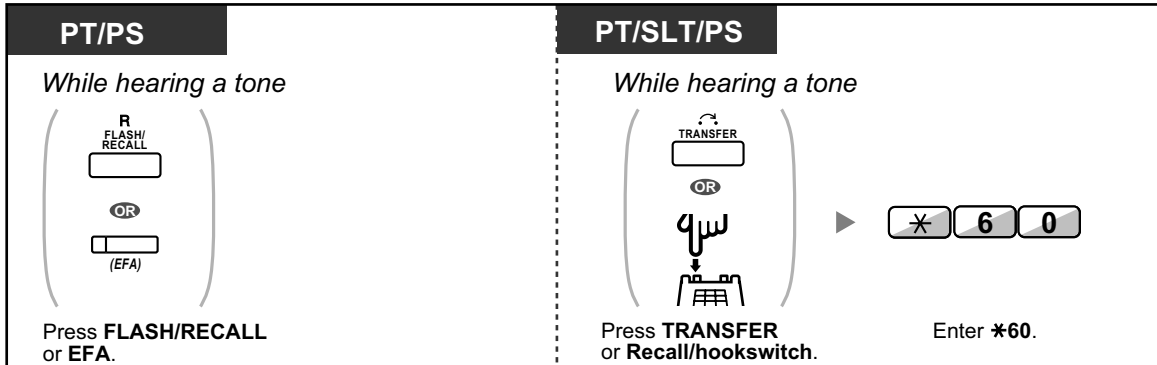 PT/PS
While hearing a tone
R
FLASH/
RECALL
OR
(EFA)
Press FLASH/RECALL
or EFA.
PT/SLT/PS
While hearing a tone
TRANSFER
OR
Press TRANSFER
or Recall/hookswitch.
* 6 0
Enter *60.